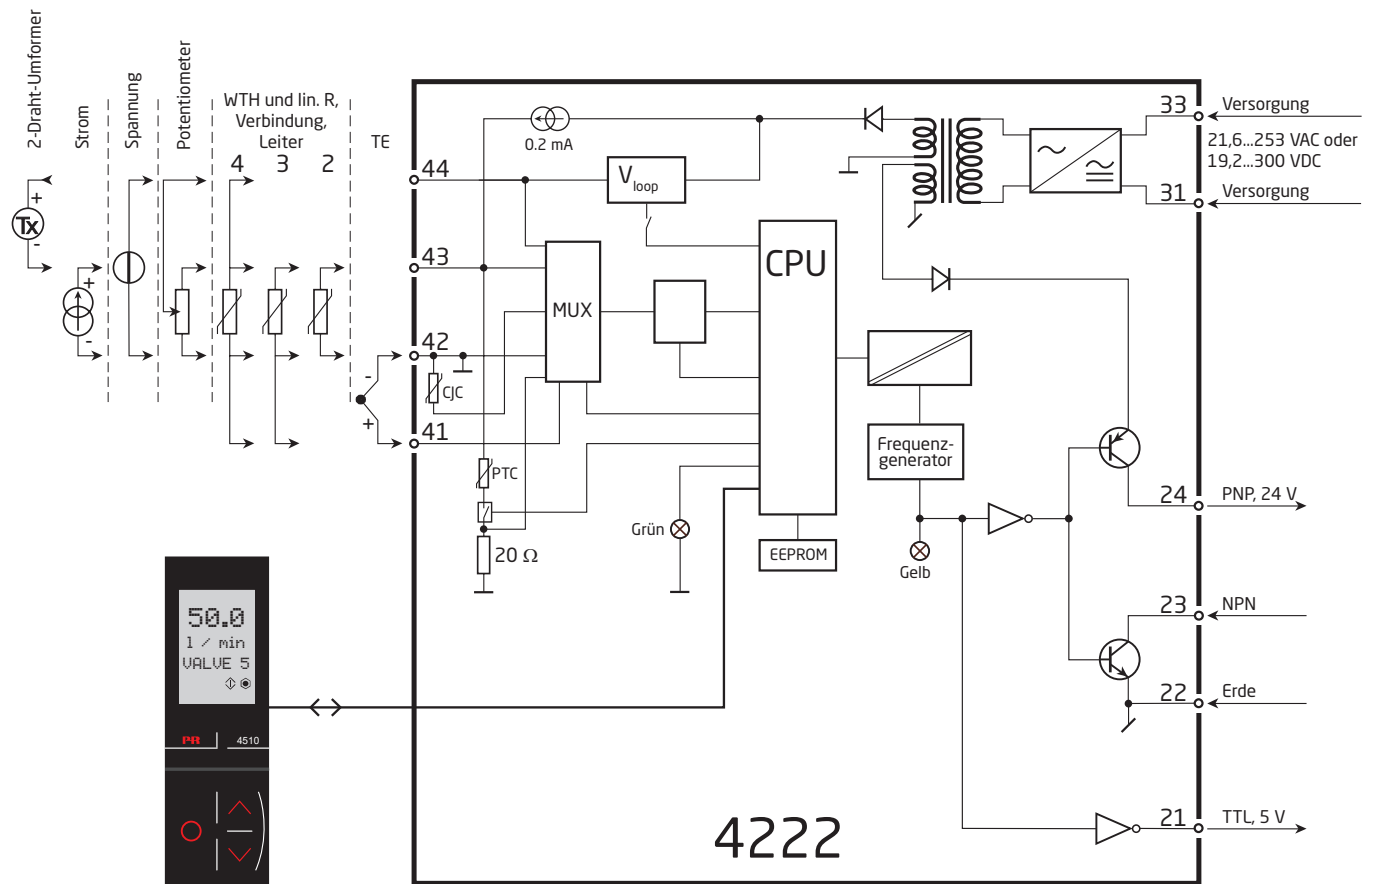 2-Draht-Umformer
Strom
Spannung
Potentiometer
WTH und lin. R,
Verbindung,
Leiter
4 3 2
TE
+
Tx
-
+
-
-
+
44
43
42
41
0.2 mA
V loop
MUX
CPU
CJC
PTC
20 Ω
Grün
EEPROM
Frequenz-
generator
Gelb
33
Versorgung
21,6...253 VAC oder
19,2...300 VDC
31
Versorgung
24
PNP, 24 V
23
NPN
22
Erde
21
TTL, 5 V
50.0
l / min
VALVE 5
PR
4510
4222